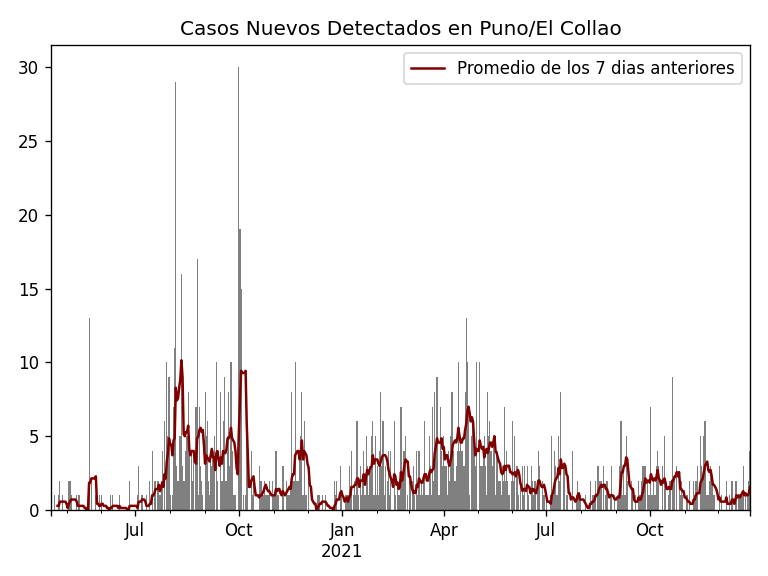 Casos Nuevos Detectados en Puno/El Collao
Promedio de los 7 dias anteriores
30
25
20
15
10
5
0
Jul
Oct
Jan
2021
Apr
Jul
Oct